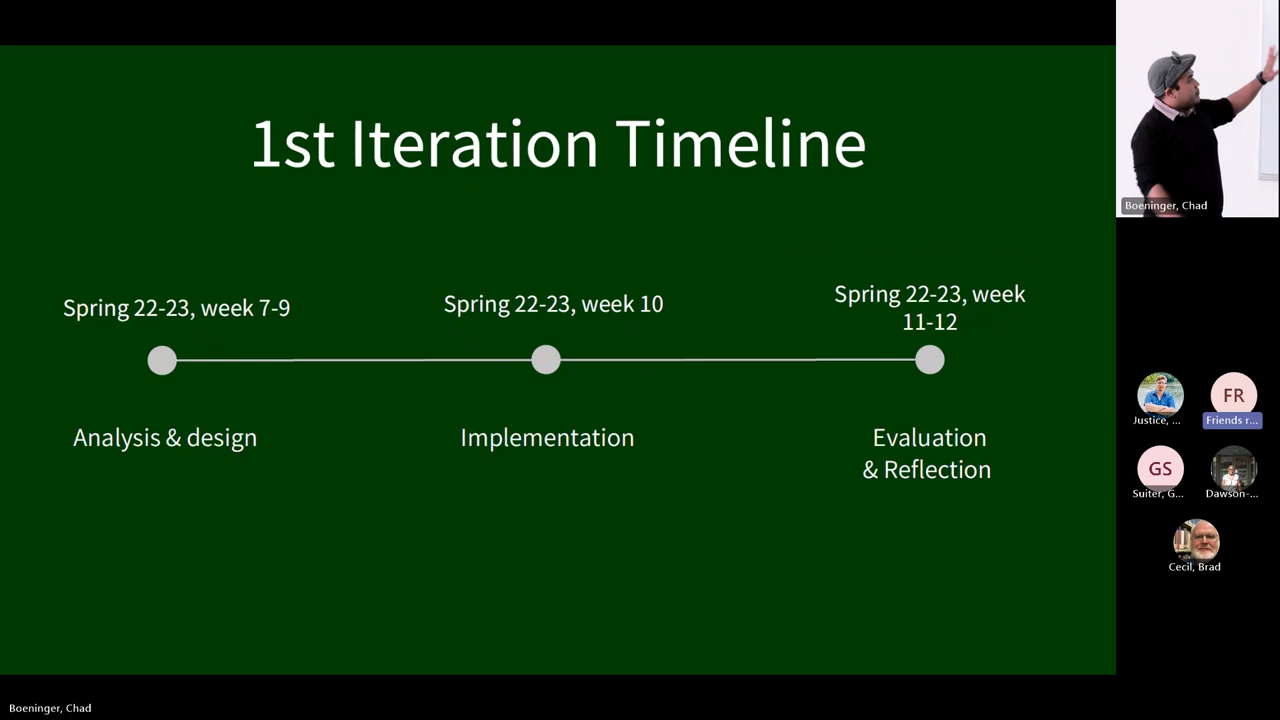 1st Iteration Timeline
Spring 22-23, week 7-9
Spring 22-23, week 10
Spring 22-23, week
11-12
Analysis & design
Implementation
Evaluation
& Reflection
Boeninger, Chad
Justice, ...
FR
Friends r...
GS
Suiter, G...
Dawson-...
Cecil, Brad
Boeninger, Chad